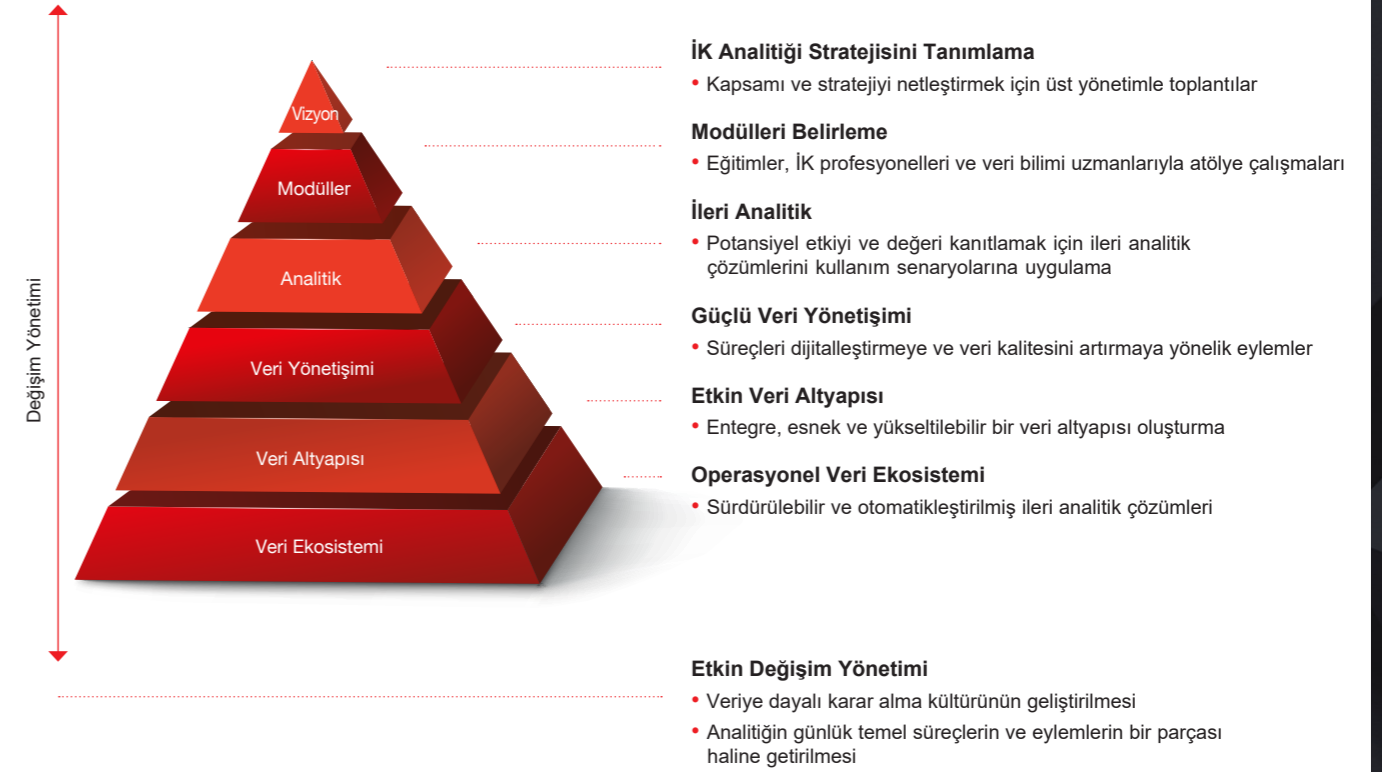 Değişim Yönetimi
Vizyon
Modüller
Analitik
Veri Yönetişimi
Veri Altyapısı
Veri Ekosistemi
İK Analitiği Stratejisini Tanımlama
• Kapsamı ve stratejiyi netleştirmek için üst yönetimle toplantılar
Modülleri Belirleme
• Eğitimler, İK profesyonelleri ve veri bilimi uzmanlarıyla atölye çalışmaları
İleri Analitik
• Potansiyel etkiyi ve değeri kanıtlamak için ileri analitik
çözümlerini kullanım senaryolarına uygulama
Güçlü Veri Yönetişimi
• Süreçleri dijitalleştirmeye ve veri kalitesini artırmaya yönelik eylemler
Etkin Veri Altyapısı
• Entegre, esnek ve yükseltilebilir bir veri altyapısı oluşturma
Operasyonel Veri Ekosistemi
• Sürdürülebilir ve otomatikleştirilmiş ileri analitik çözümleri
Etkin Değişim Yönetimi
• Veriye dayalı karar alma kültürünün geliştirilmesi
• Analitiğin günlük temel süreçlerin ve eylemlerin bir parçası
haline getirilmesi